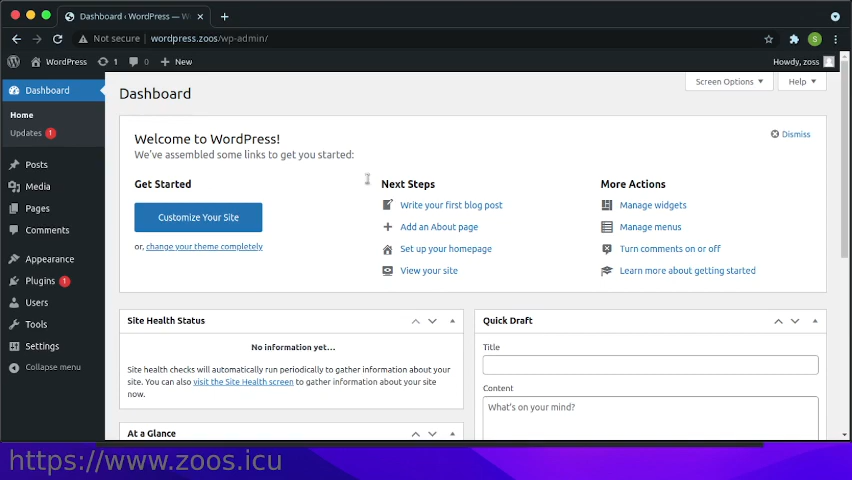 Dashboard ‹ WordPress — W
Not secure wordpress.zoos/wp-admin/
S
WordPress 1 0 New Howdy, zoss
Screen Options Help
Dashboard
Home
Updates 1
Posts
Media
Pages
Comments
Appearance
Plugins 1
Users
Tools
Settings
Collapse menu
Dashboard
Welcome to WordPress!
Dismiss
We've assembled some links to get you started:
Get Started
Customize Your Site
or, change your theme completely
Next Steps
Write your first blog post
Add an About page
Set up your homepage
View your site
More Actions
Manage widgets
Manage menus
Turn comments on or off
Learn more about getting started
Site Health Status
No information yet…
Site health checks will automatically run periodically to gather information about your
site. You can also visit the Site Health screen to gather information about your site
now.
At a Glance
Quick Draft
Title
Content
What's on your mind?
https://www.zoos.icu